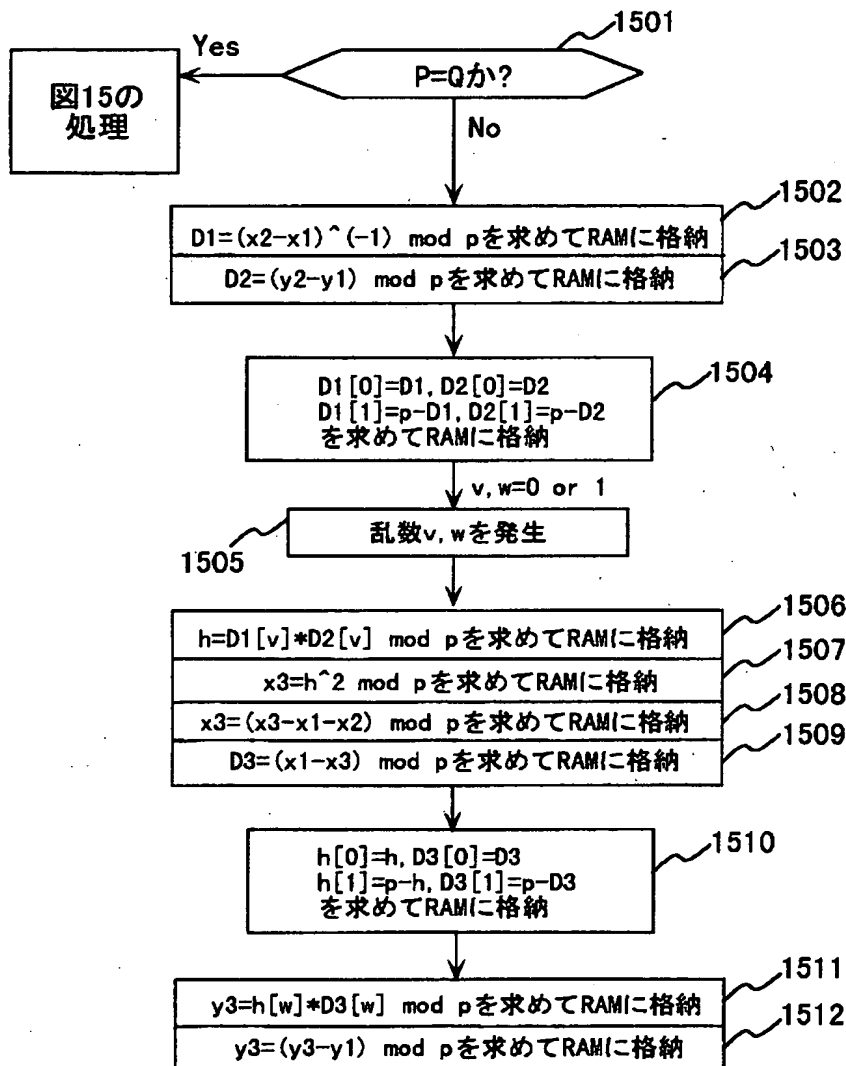 1501
Yes
P=Qか?
図15の
処理
No
1502
D1=(x2-x1)^(-1) mod pを求めてRAMに格納
1503
D2=(y2-y1) mod pを求めてRAMに格納
1504
D1[0]=D1,D2[0]=D2
D1[1]=p-D1,D2[1]=p-D2
を求めてRAMに格納
v,w=0 or 1
乱数v,wを発生
1505
1506
h=D1[v]*D2[v] mod pを求めてRAMに格納
1507
x3=h^2 mod pを求めてRAMに格納
1508
x3=(x3-x1-x2) mod pを求めてRAMに格納
1509
D3=(x1-x3) mod pを求めてRAMに格納
1510
h[0]=h,D3[0]=D3
h[1]=p-h,D3[1]=p-D3
を求めてRAMに格納
1511
y3=h[w]*D3[w] mod pを求めてRAMに格納
1512
y3=(y3-y1) mod pを求めてRAMに格納